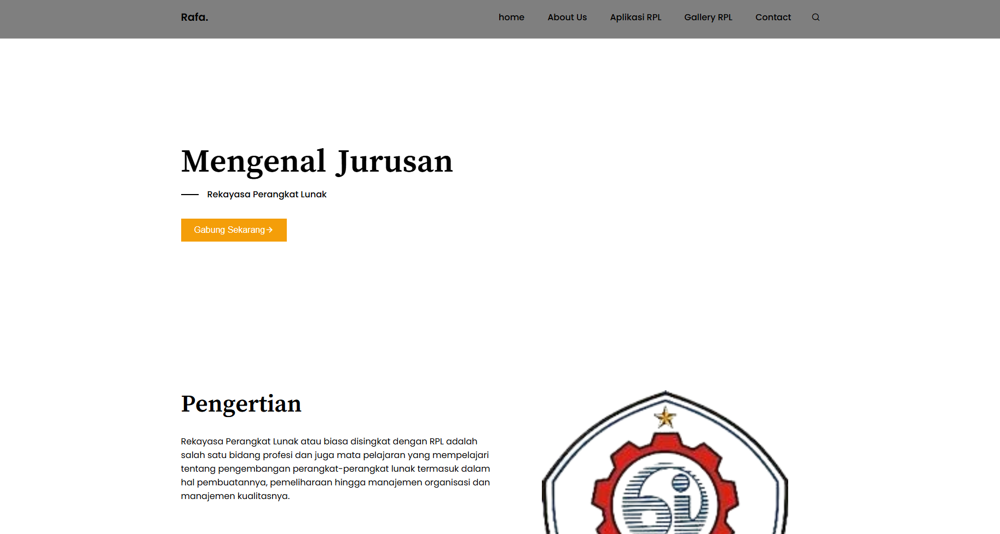 Rafa.
home About Us Aplikasi RPL Gallery RPL Contact
Mengenal Jurusan
Rekayasa Perangkat Lunak
Gabung Sekarang→
Pengertian
Rekayasa Perangkat Lunak atau biasa disingkat dengan RPL adalah
salah satu bidang profesi dan juga mata pelajaran yang mempelajari
tentang pengembangan perangkat-perangkat lunak termasuk dalam
hal pembuatannya, pemeliharaan hingga manajemen organisasi dan
manajemen kualitasnya.